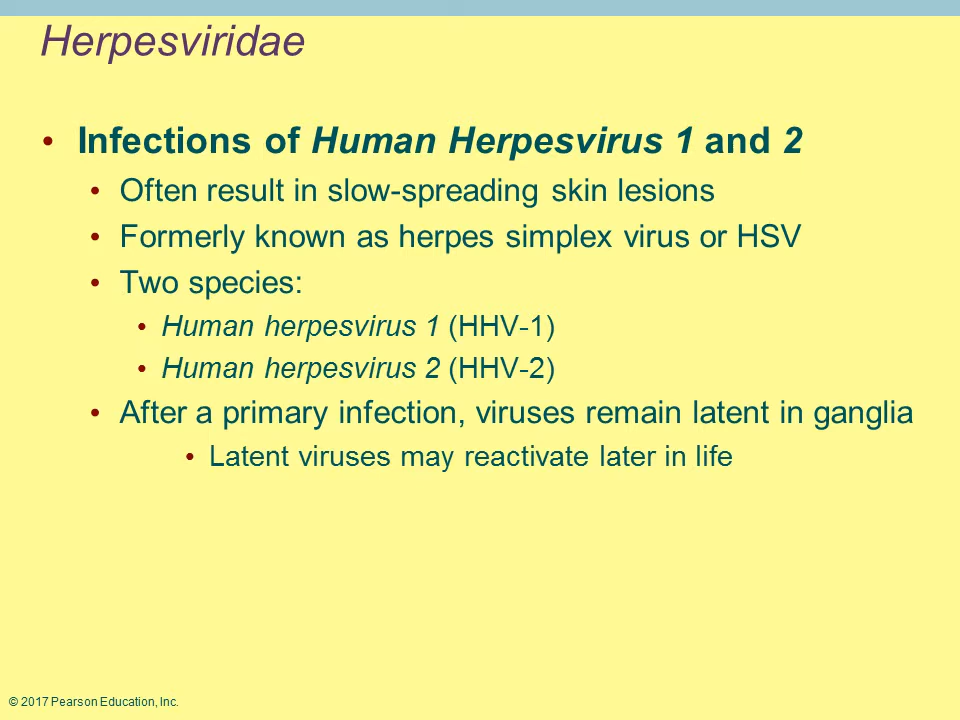 Herpesviridae
• Infections of Human Herpesvirus 1 and 2
• Often result in slow-spreading skin lesions
• Formerly known as herpes simplex virus or HSV
• Two species:
• Human herpesvirus 1 (HHV-1)
• Human herpesvirus 2 (HHV-2)
• After a primary infection, viruses remain latent in ganglia
• Latent viruses may reactivate later in life
© 2017 Pearson Education, Inc.